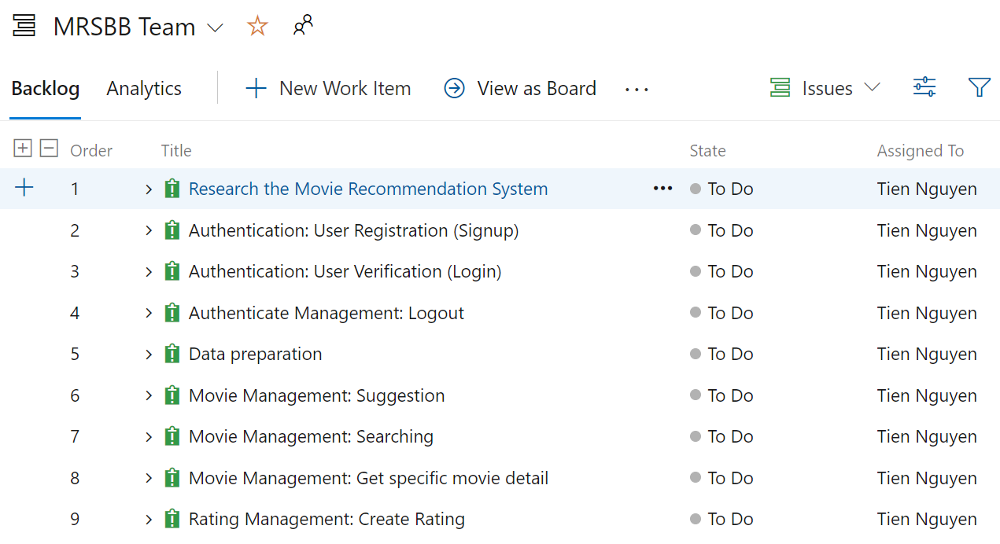 MRSBB Team
Backlog Analytics New Work Item View as Board ... Issues
Order Title State Assigned To
1 Research the Movie Recommendation System ... To Do Tien Nguyen
2 Authentication: User Registration (Signup) To Do Tien Nguyen
3 Authentication: User Verification (Login) To Do Tien Nguyen
4 Authenticate Management: Logout To Do Tien Nguyen
5 Data preparation To Do Tien Nguyen
6 Movie Management: Suggestion To Do Tien Nguyen
7 Movie Management: Searching To Do Tien Nguyen
8 Movie Management: Get specific movie detail To Do Tien Nguyen
9 Rating Management: Create Rating To Do Tien Nguyen